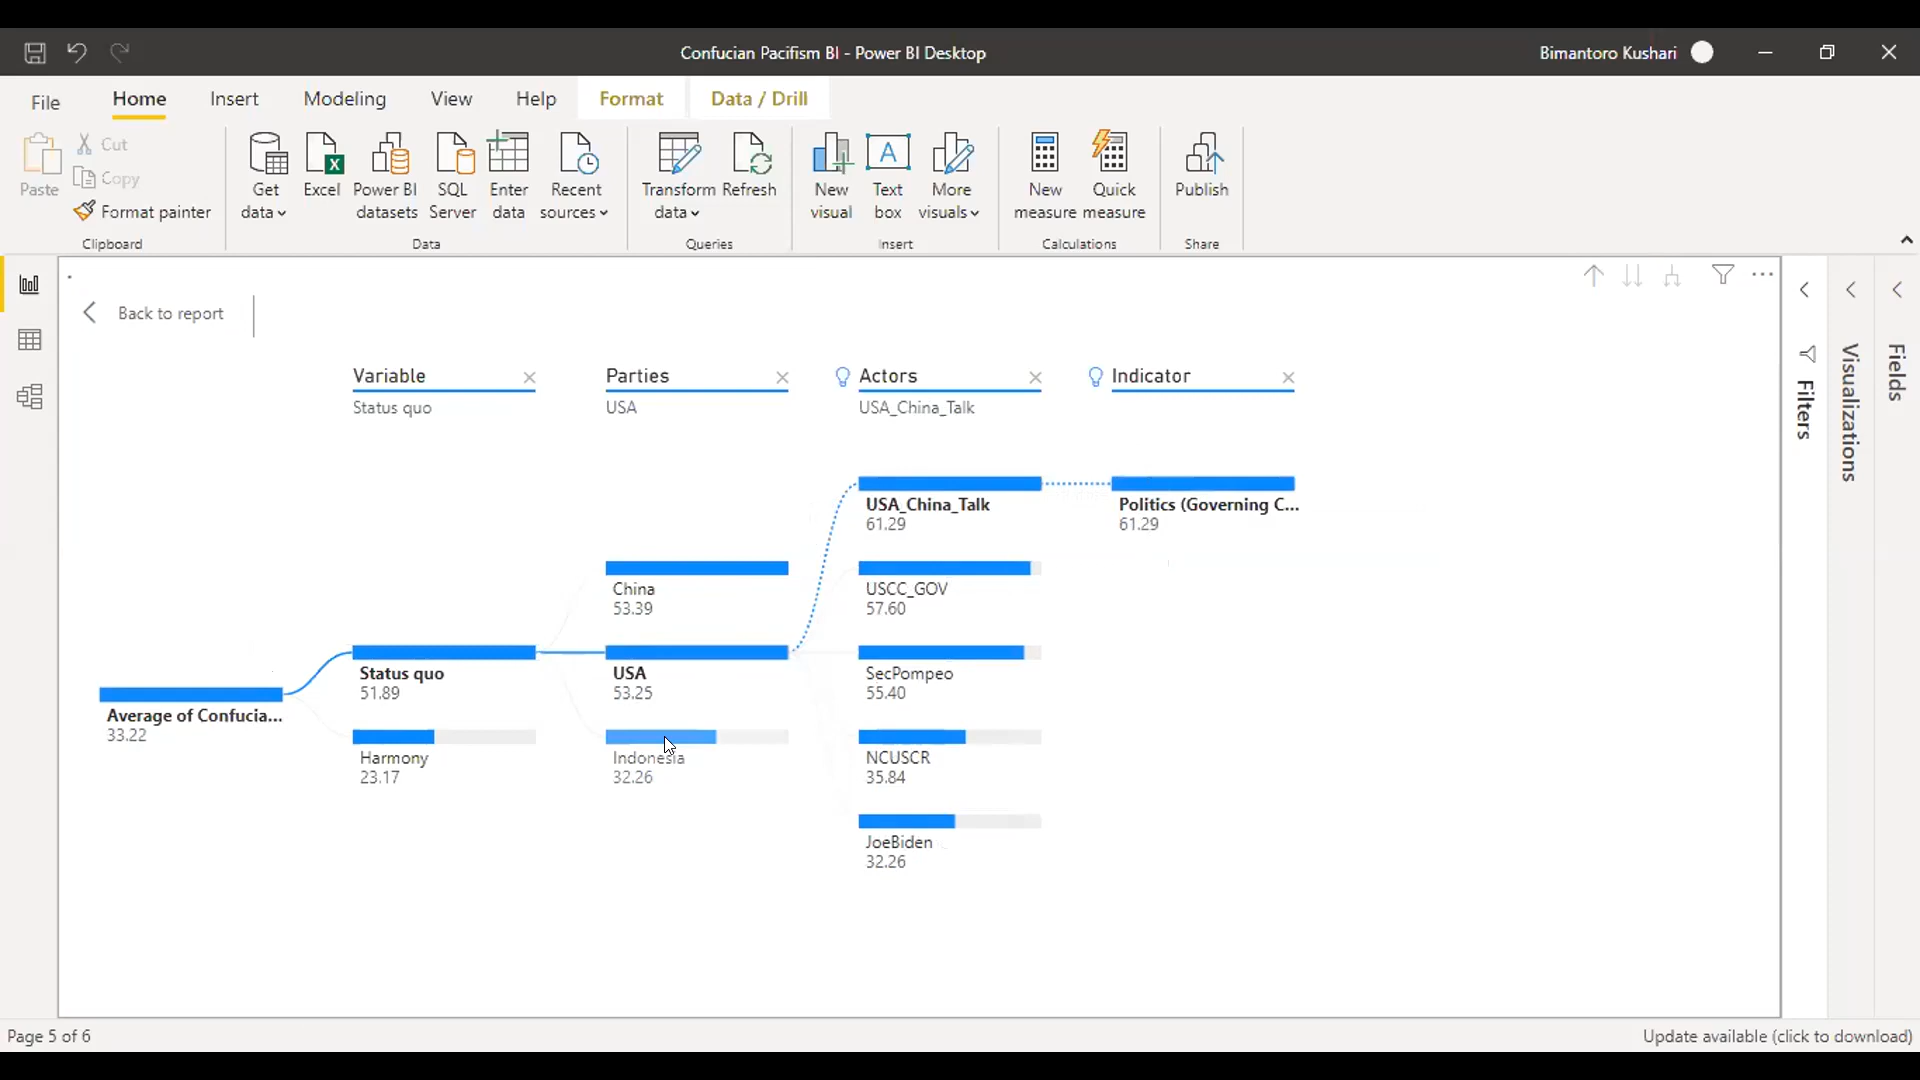 Confucian Pacifism BI - Power BI Desktop
Bimantoro Kushari
File
Home
Insert
Modeling
View
Help
Format
Data / Drill
Paste
Cut
Copy
Format painter
Clipboard
Get data
Excel
Power BI datasets
SQL Server
Enter data
Recent sources
Data
Transform data
Refresh
Queries
New visual
Text box
More visuals
Insert
New measure
Quick measure
Calculations
Publish
Share
Back to report
Variable
Status quo
Parties
USA
Actors
USA_China_Talk
Indicator
Average of Confucia...
33.22
Status quo
51.89
Harmony
23.17
China
53.39
USA
53.25
Indonesia
32.26
USA_China_Talk
61.29
USCC_GOV
57.60
SecPompeo
55.40
NCUSCR
35.84
JoeBiden
32.26
Politics (Governing C...
61.29
Filters
Visualizations
Fields
Page 5 of 6
Update available (click to download)